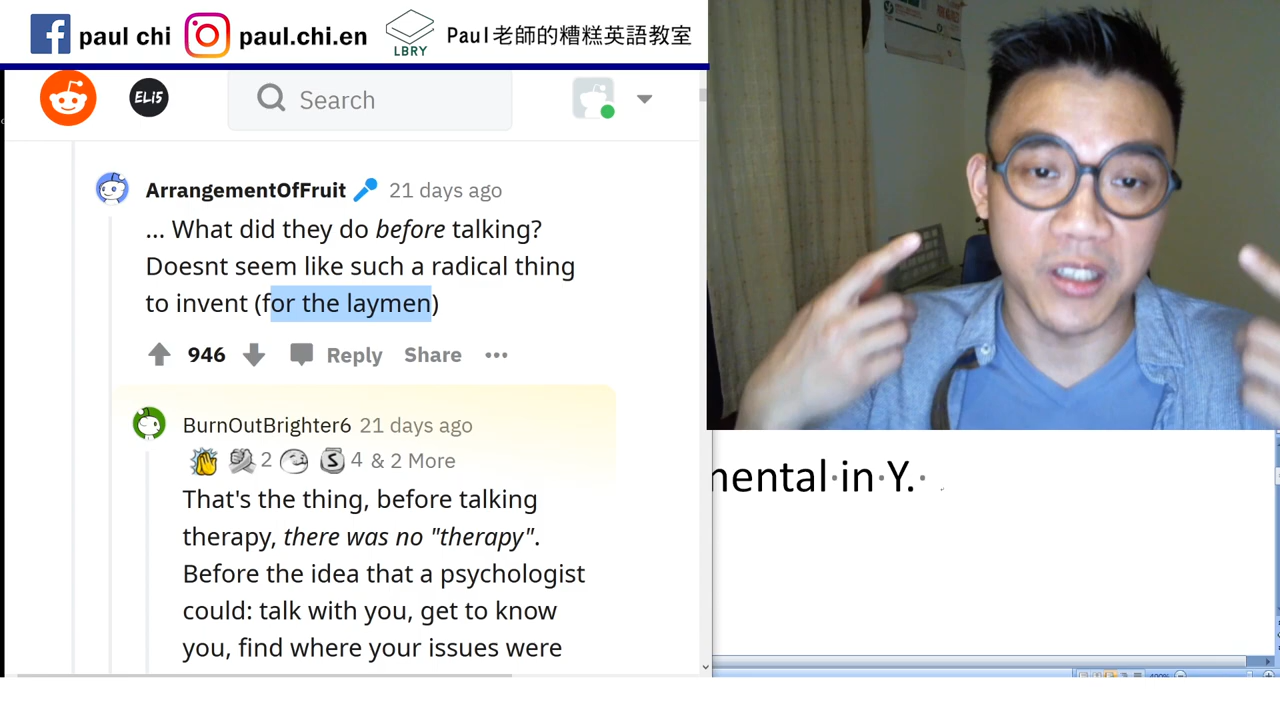 paul chi paul.chi.en LBRY Paul老師的糟糕英語教室
ELI5 Search
ArrangementOfFruit 21 days ago
... What did they do before talking?
Doesnt seem like such a radical thing
to invent (for the laymen)
946 Reply Share •••
BurnOutBrighter6 21 days ago
2 S 4 & 2 More
That's the thing, before talking
therapy, there was no "therapy".
Before the idea that a psychologist
could: talk with you, get to know
you, find where your issues were
mental·in·Y.·